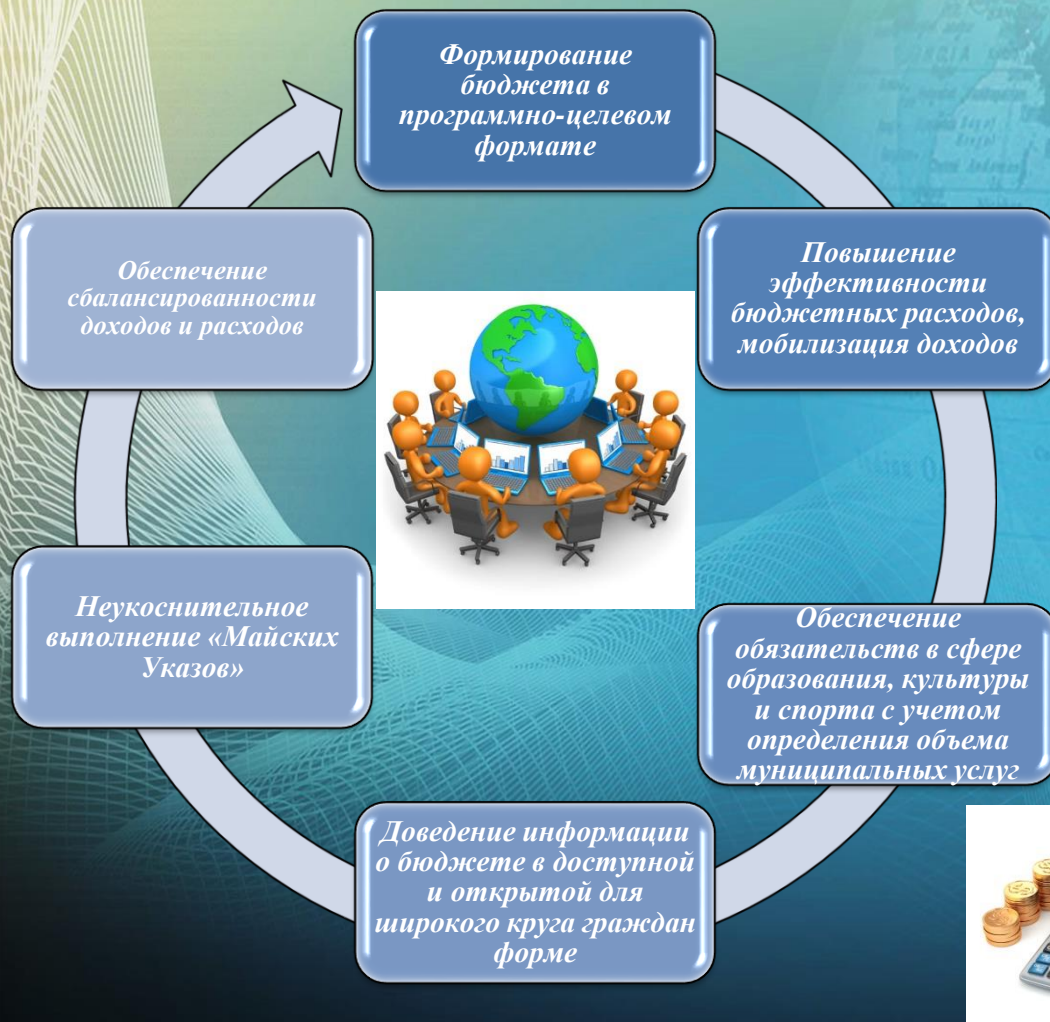 Формирование
бюджета в
программно-целевом
формате
Повышение
эффективности
бюджетных расходов,
мобилизация доходов
Обеспечение
обязательств в сфере
образования, культуры
и спорта с учетом
определения объема
муниципальных услуг
Доведение информации
о бюджете в доступной
и открытой для
широкого круга граждан
форме
Неукоснительное
выполнение «Майских
Указов»
Обеспечение
сбалансированности
доходов и расходов